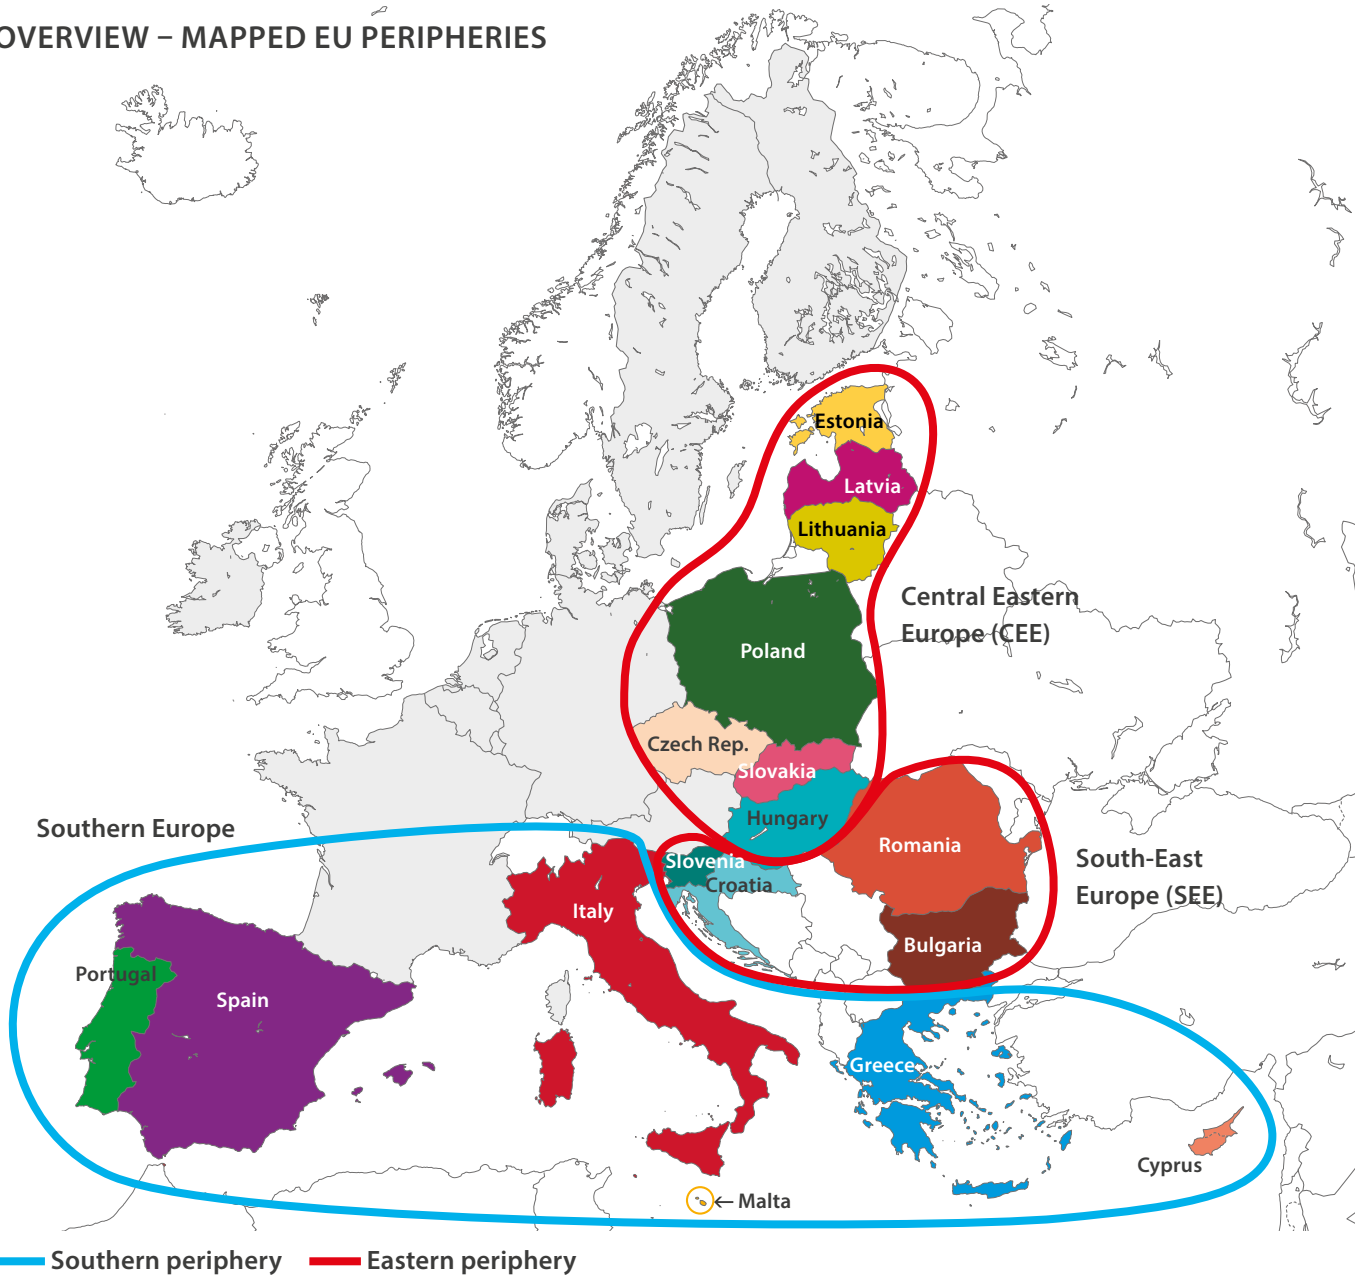 OVERVIEW – MAPPED EU PERIPHERIES
Estonia
Latvia
Lithuania
Central Eastern
Europe (CEE)
Poland
Czech Rep.
Slovakia
Hungary
Southern Europe
Romania
South-East
Europe (SEE)
Slovenia
Croatia
Italy
Bulgaria
Portugal
Spain
Greece
Cyprus
Malta
Southern periphery
Eastern periphery